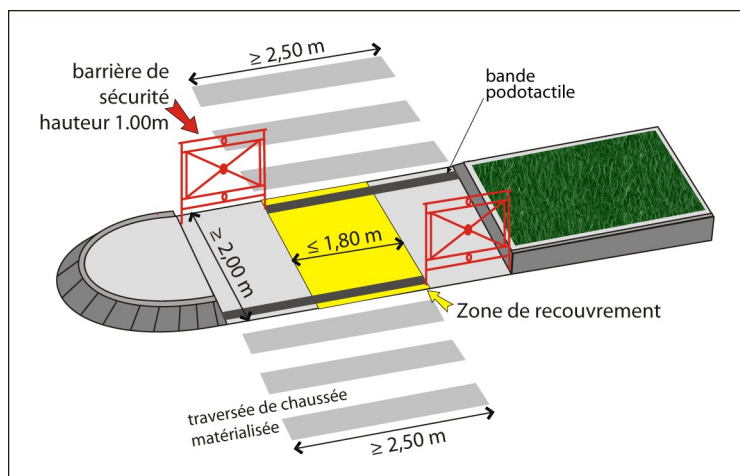 ≥ 2,50 m
barrière de
sécurité
hauteur 1.00m
bande
podotactile
≥ 2,00 m
≤ 1,80 m
Zone de recouvrement
traversée de chaussée
matérialisée
≥ 2,50 m